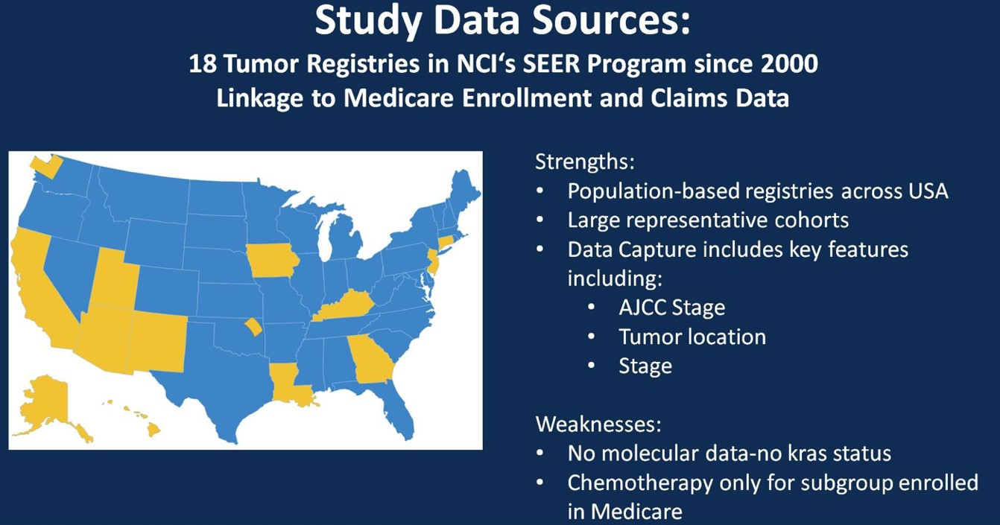 Study Data Sources:
18 Tumor Registries in NCI‘s SEER Program since 2000
Linkage to Medicare Enrollment and Claims Data
Strengths:
• Population-based registries across USA
• Large representative cohorts
• Data Capture includes key features
including:
• AJCC Stage
• Tumor location
• Stage
Weaknesses:
• No molecular data-no kras status
• Chemotherapy only for subgroup enrolled
in Medicare